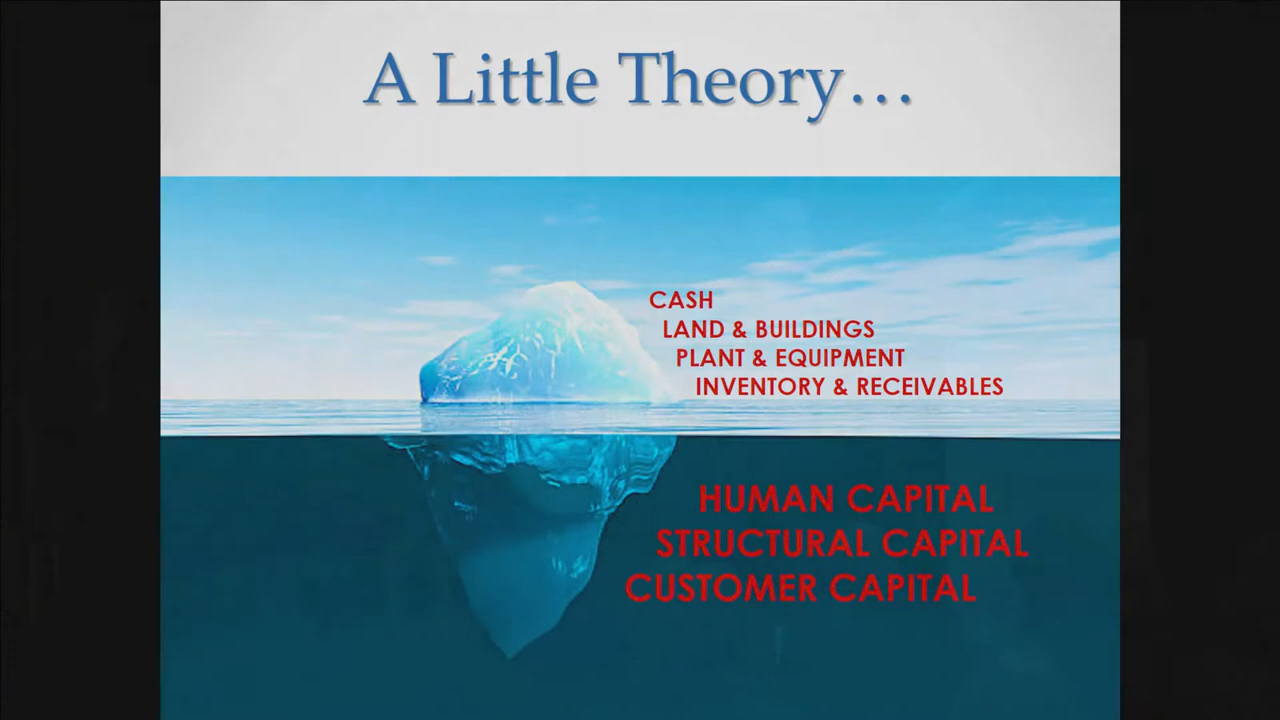 A Little Theory…
CASH
LAND & BUILDINGS
PLANT & EQUIPMENT
INVENTORY & RECEIVABLES
HUMAN CAPITAL
STRUCTURAL CAPITAL
CUSTOMER CAPITAL